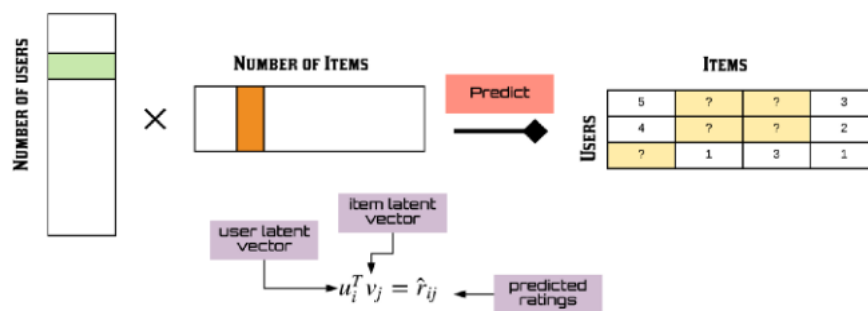 NUMBER OF USERS
×
NUMBER OF ITEMS
Predict
ITEMS
USERS
5 ? ? 3
4 ? ? 2
? 1 3 1
user latent
vector
item latent
vector
u_i^T v_j = r̂_ij
predicted
ratings